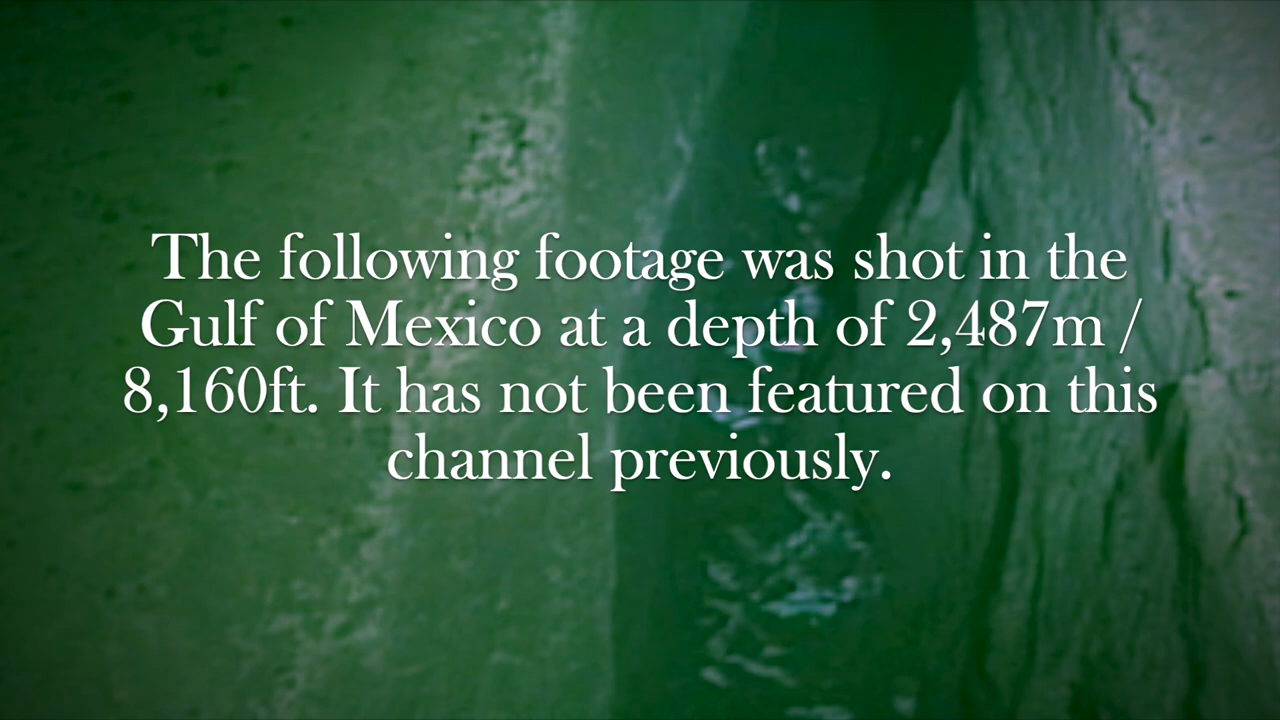 The following footage was shot in the
Gulf of Mexico at a depth of 2,487m /
8,160ft. It has not been featured on this
channel previously.